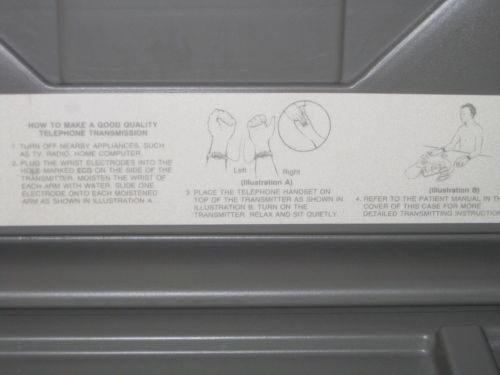 HOW TO MAKE A GOOD QUALITY
TELEPHONE TRANSMISSION
1. TURN OFF NEARBY APPLIANCES, SUCH
AS TV, RADIO, HOME COMPUTER.
2. PLUG THE WRIST ELECTRODES INTO THE
HOLE MARKED ECG ON THE SIDE OF THE
TRANSMITTER. MOISTEN THE WRIST OF
EACH ARM WITH WATER. SLIDE ONE
ELECTRODE ONTO EACH MOISTENED
ARM AS SHOWN IN ILLUSTRATION A.
Left Right
(Illustration A)
3. PLACE THE TELEPHONE HANDSET ON
TOP OF THE TRANSMITTER AS SHOWN IN
ILLUSTRATION B. TURN ON THE
TRANSMITTER. RELAX AND SIT QUIETLY.
(Illustration B)
4. REFER TO THE PATIENT MANUAL IN TH
COVER OF THIS CASE FOR MORE
DETAILED TRANSMITTING INSTRUCTION